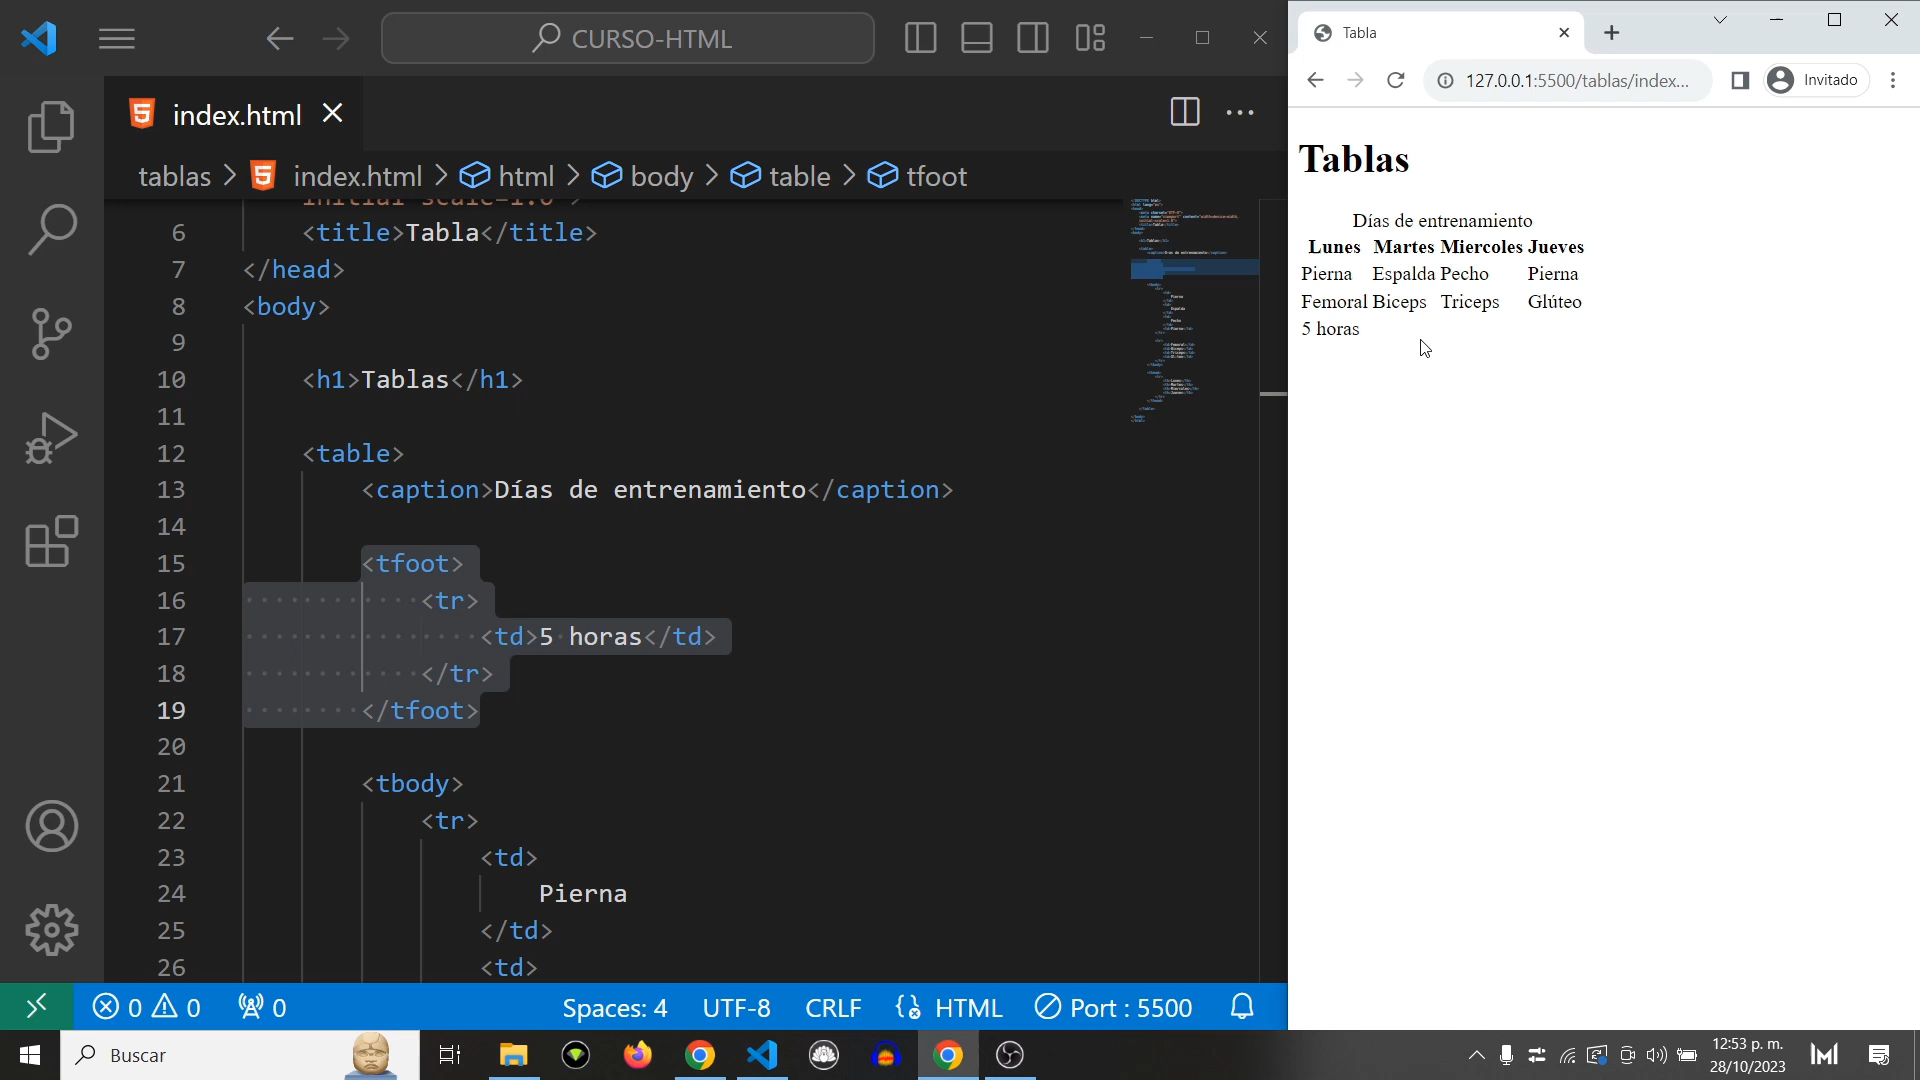 CURSO-HTML
index.html
tablas > index.html > html > body > table > tfoot
6 <title>Tabla</title>
7 </head>
8 <body>
9
10 <h1>Tablas</h1>
11
12 <table>
13 <caption>Días de entrenamiento</caption>
14
15 <tfoot>
16 <tr>
17 <td>5 horas</td>
18 </tr>
19 </tfoot>
20
21 <tbody>
22 <tr>
23 <td>
24 Pierna
25 </td>
26 <td>
0 0 0 Spaces: 4 UTF-8 CRLF HTML Port : 5500
Tabla
127.0.0.1:5500/tablas/index... Invitado
Tablas
Días de entrenamiento
Lunes Martes Miercoles Jueves
Pierna Espalda Pecho Pierna
Femoral Biceps Triceps Glúteo
5 horas
Buscar
12:53 p. m.
28/10/2023